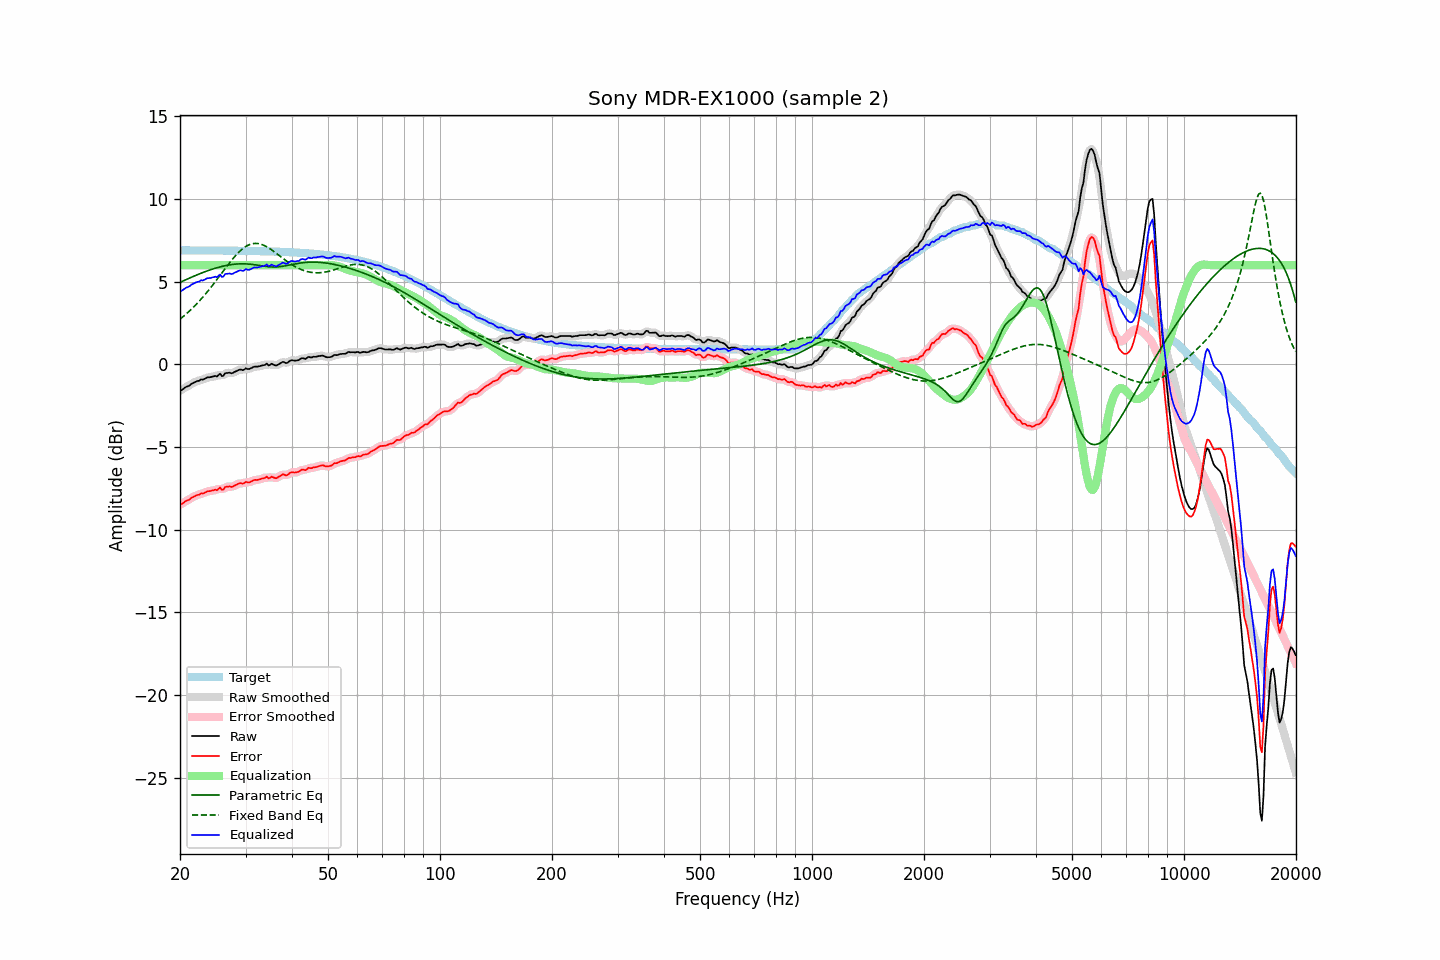 Sony MDR-EX1000 (sample 2)
15
10
5
0
−5
−10
−15
−20
−25
Amplitude (dBr)
Target
Raw Smoothed
Error Smoothed
Raw
Error
Equalization
Parametric Eq
Fixed Band Eq
Equalized
20 50 100 200 500 1000 2000 5000 10000 20000
Frequency (Hz)